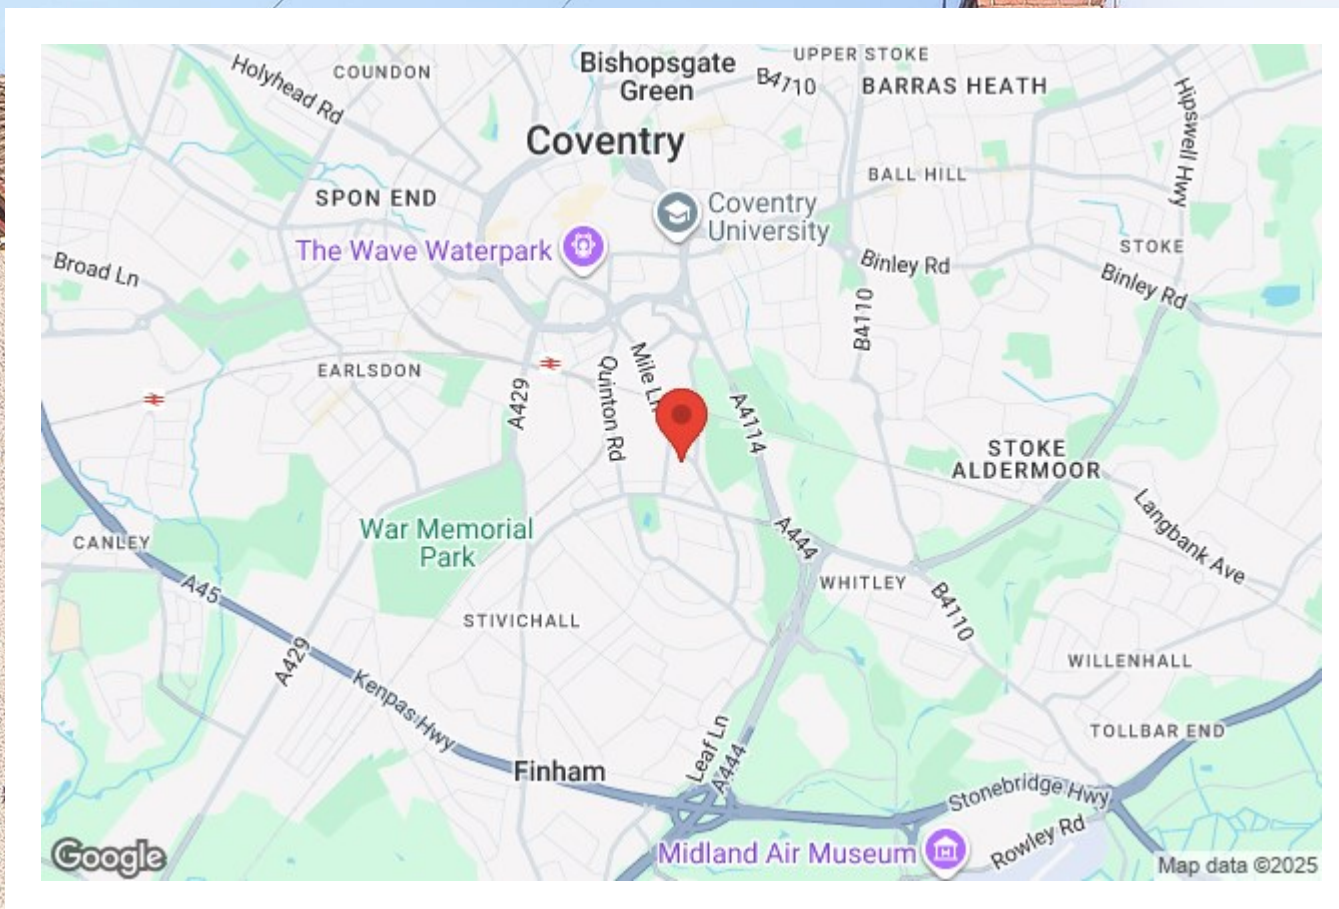 Holyhead Rd
COUNDON
Bishopsgate
Green
B4110
UPPER STOKE
BARRAS HEATH
Hipswell Hwy
Coventry
BALL HILL
SPON END
Coventry
University
The Wave Waterpark
STOKE
Broad Ln
Binley Rd
Binley Rd
B4110
EARLSDON
A429
Quinton Rd
Mile Ln
A4114
STOKE
ALDERMOOR
Langbank Ave
War Memorial
Park
CANLEY
A444
A45
WHITLEY
B4110
STIVICHALL
A429
WILLENHALL
Kenpas Hwy
TOLLBAR END
Leaf Ln
A444
Finham
Stonebridge Hwy
Rowley Rd
Google
Midland Air Museum
Map data ©2025